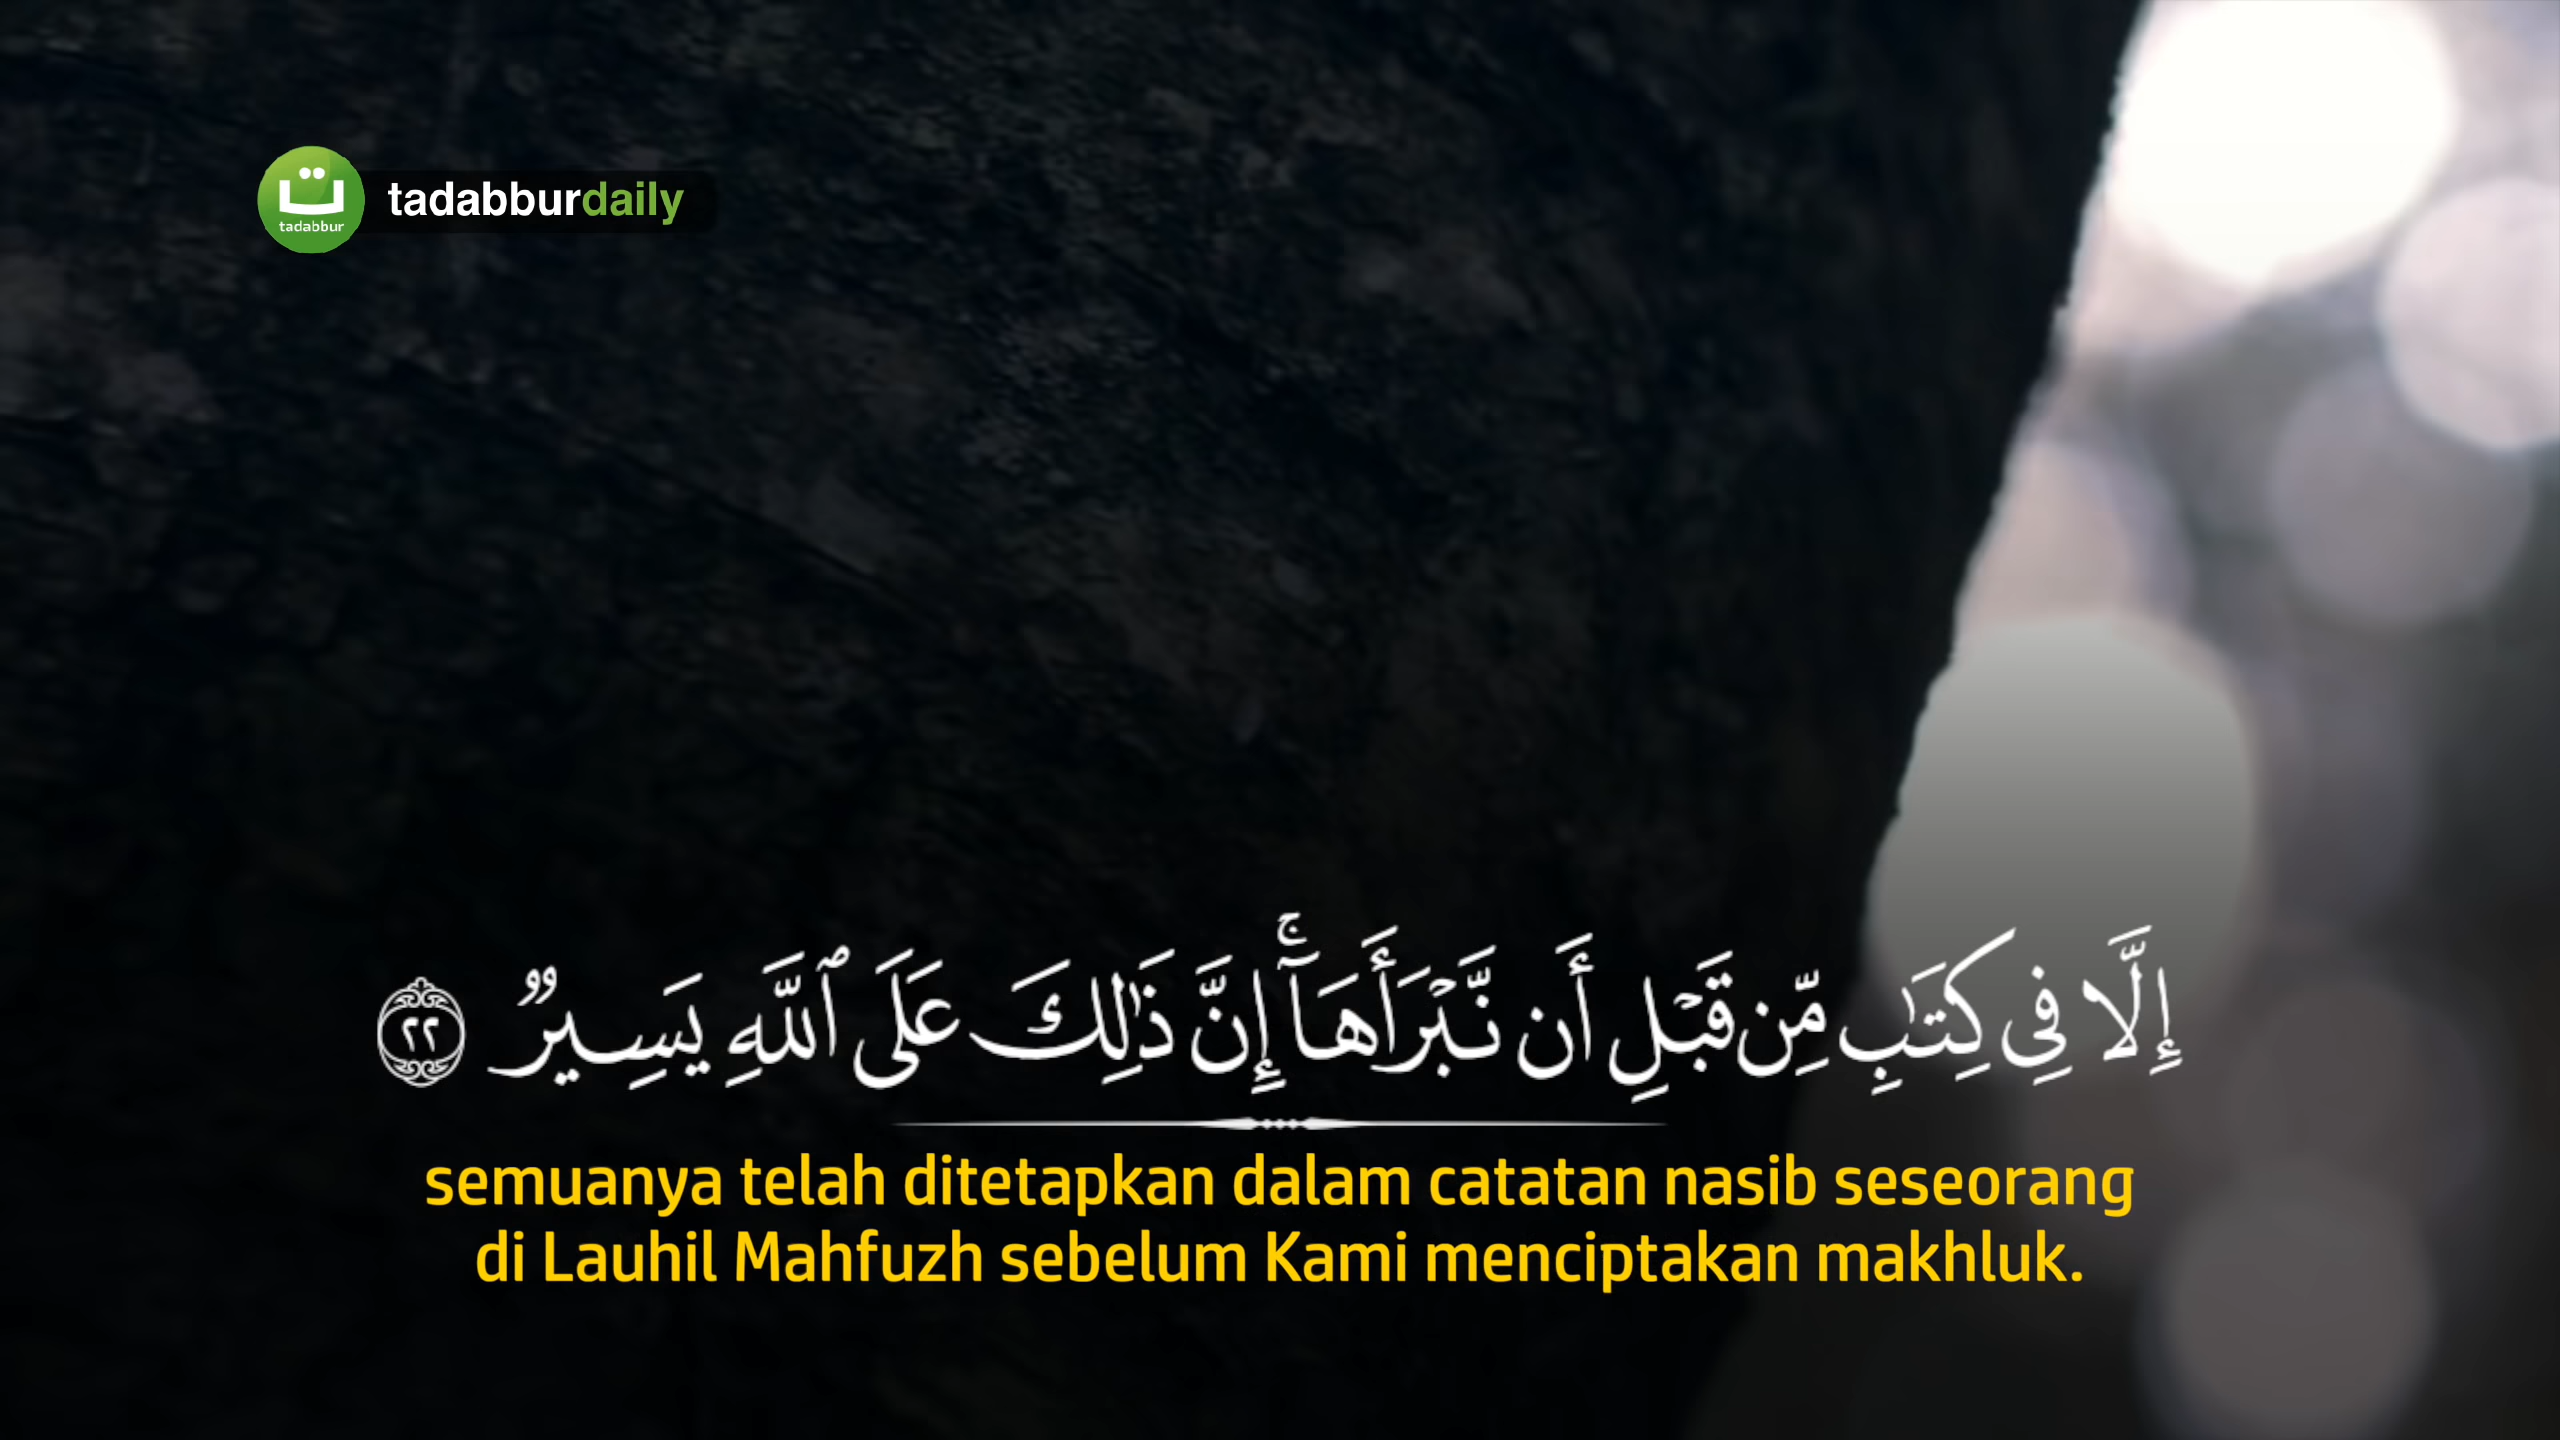 ت
tadabbur
tadabburdaily
إِلَّا فِى كِتَٰبٍ مِّن قَبْلِ أَن نَّبْرَأَهَآ ۚ إِنَّ ذَٰلِكَ عَلَى ٱللَّهِ يَسِيرٌ ٢٢
semuanya telah ditetapkan dalam catatan nasib seseorang
di Lauhil Mahfuzh sebelum Kami menciptakan makhluk.